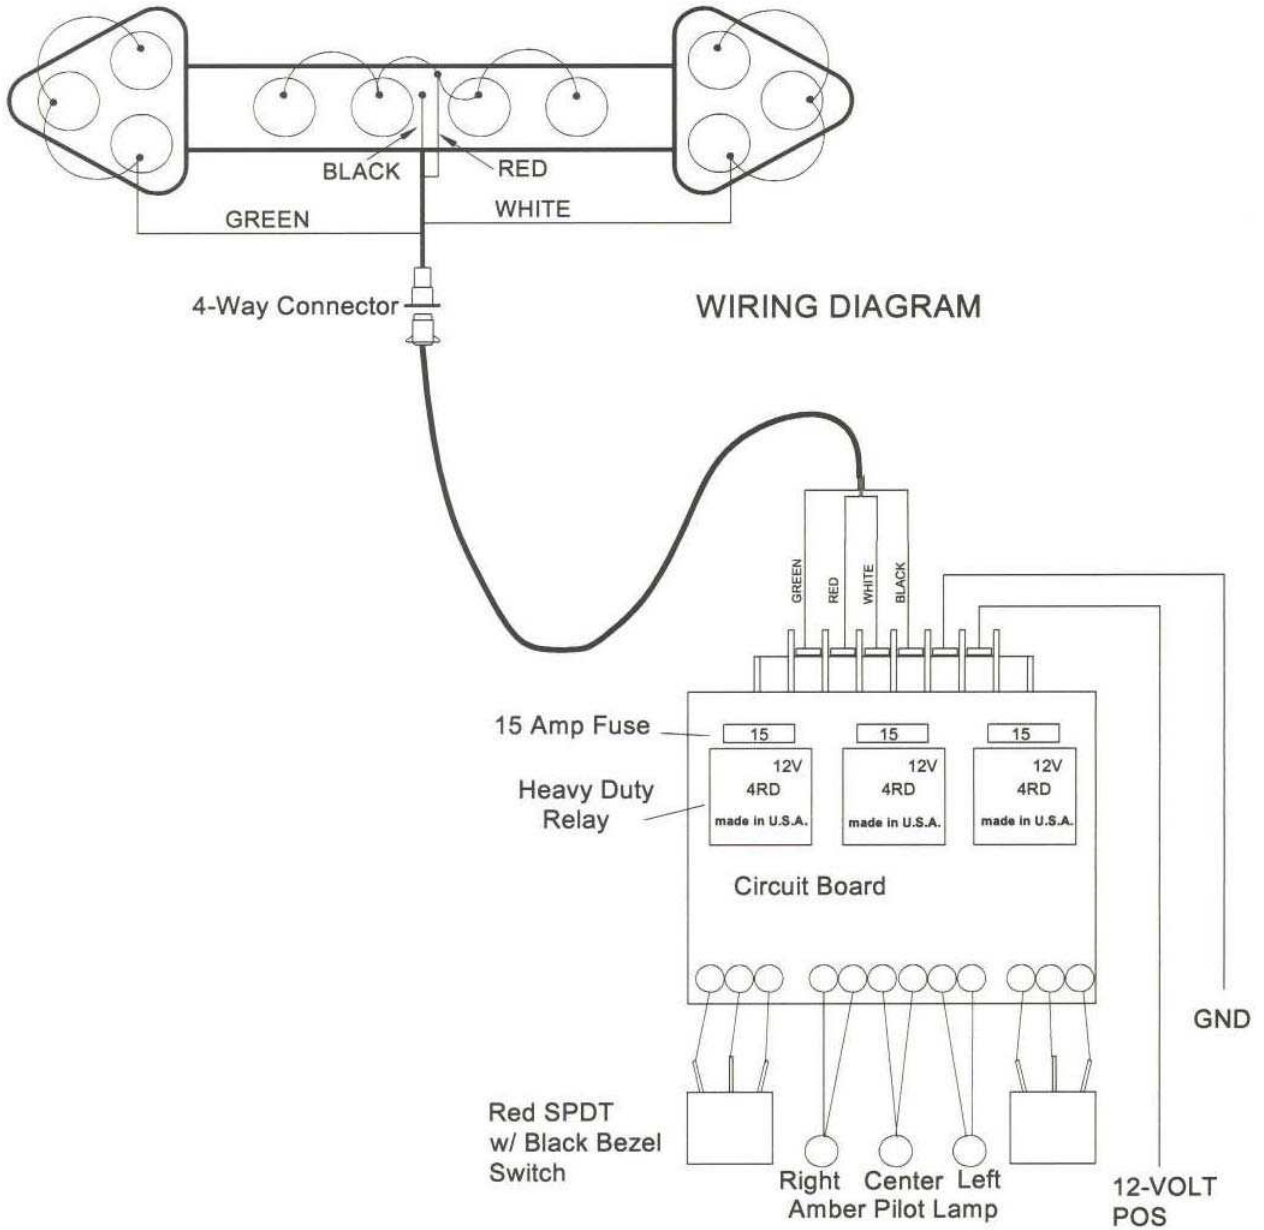 BLACK
RED
GREEN
WHITE
4-Way Connector
WIRING DIAGRAM
GREEN
RED
WHITE
BLACK
15 Amp Fuse
15
15
15
Heavy Duty
Relay
12V
4RD
made in U.S.A.
12V
4RD
made in U.S.A.
12V
4RD
made in U.S.A.
Circuit Board
GND
Red SPDT
w/ Black Bezel
Switch
Right
Center
Left
Amber Pilot Lamp
12-VOLT
POS